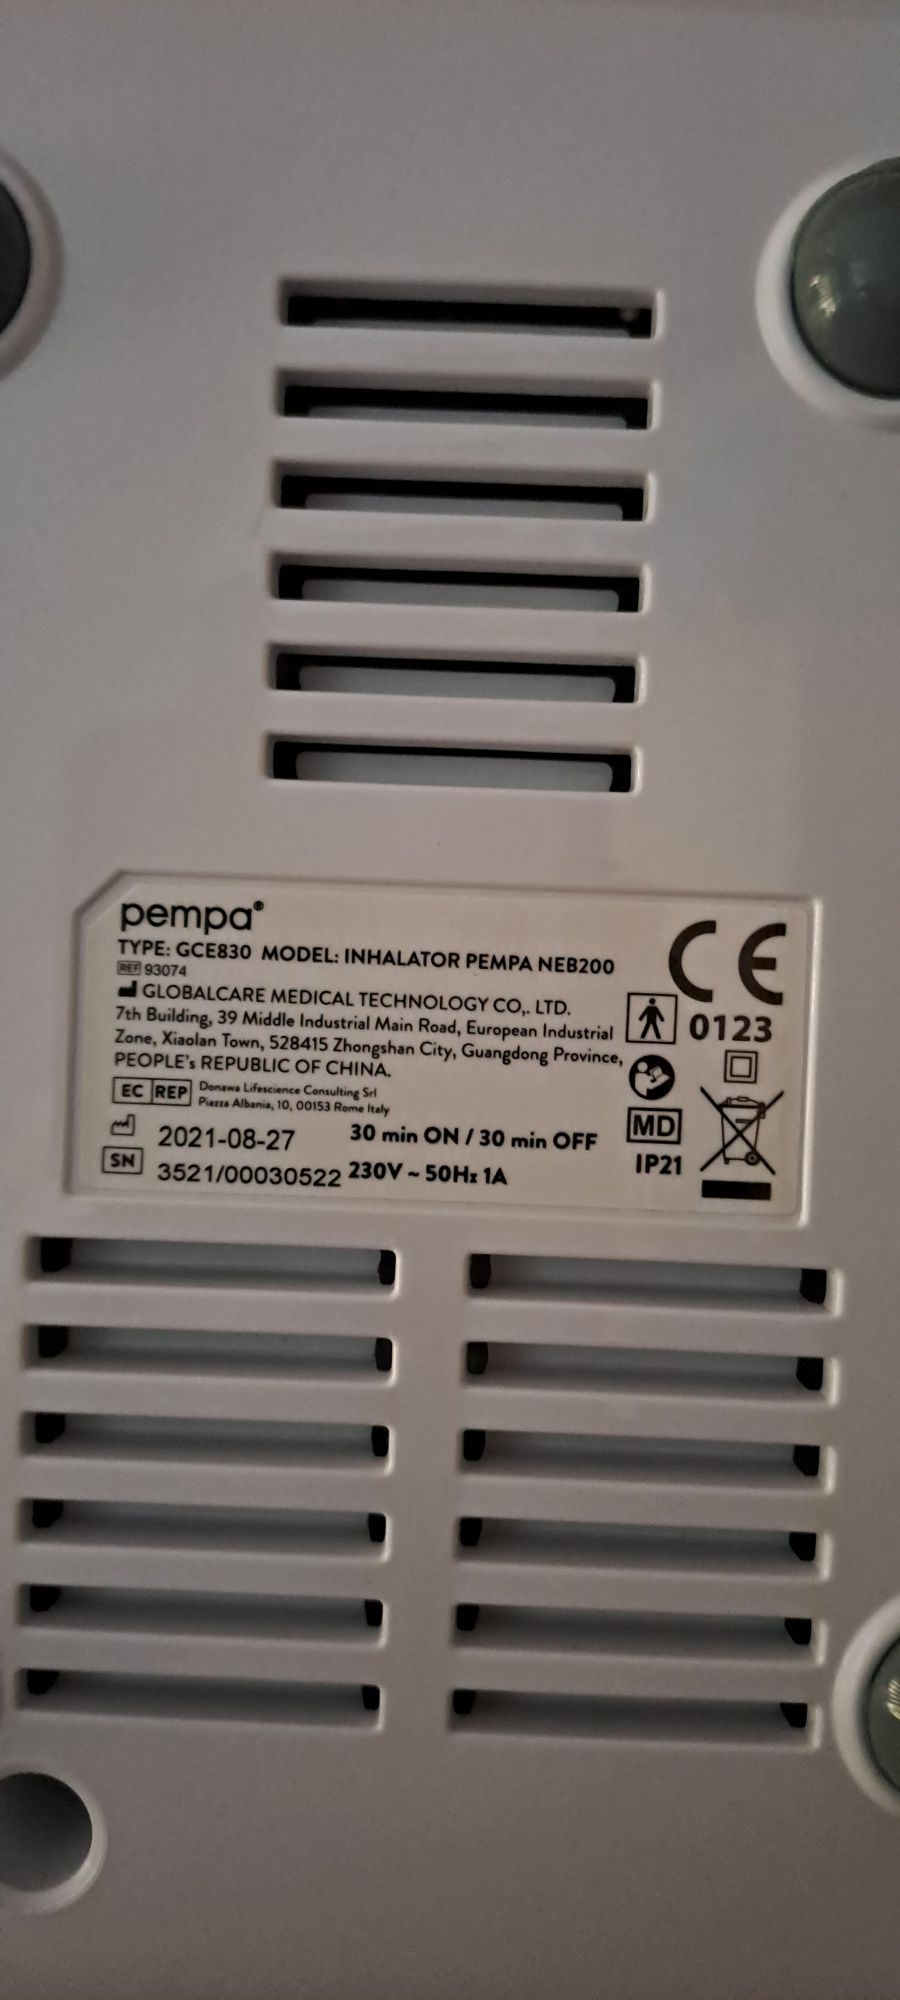 pempa®
TYPE: GCE830 MODEL: INHALATOR PEMPA NEB200
REF 93074
GLOBALCARE MEDICAL TECHNOLOGY CO,. LTD.
7th Building, 39 Middle Industrial Main Road, European Industrial
Zone, Xiaolan Town, 528415 Zhongshan City, Guangdong Province,
PEOPLE's REPUBLIC OF CHINA.
EC REP Donawa Lifescience Consulting Srl
Piazza Albania, 10, 00153 Rome Italy
2021-08-27 30 min ON / 30 min OFF
SN 3521/00030522 230V ~ 50Hz 1A
CE
0123
MD
IP21